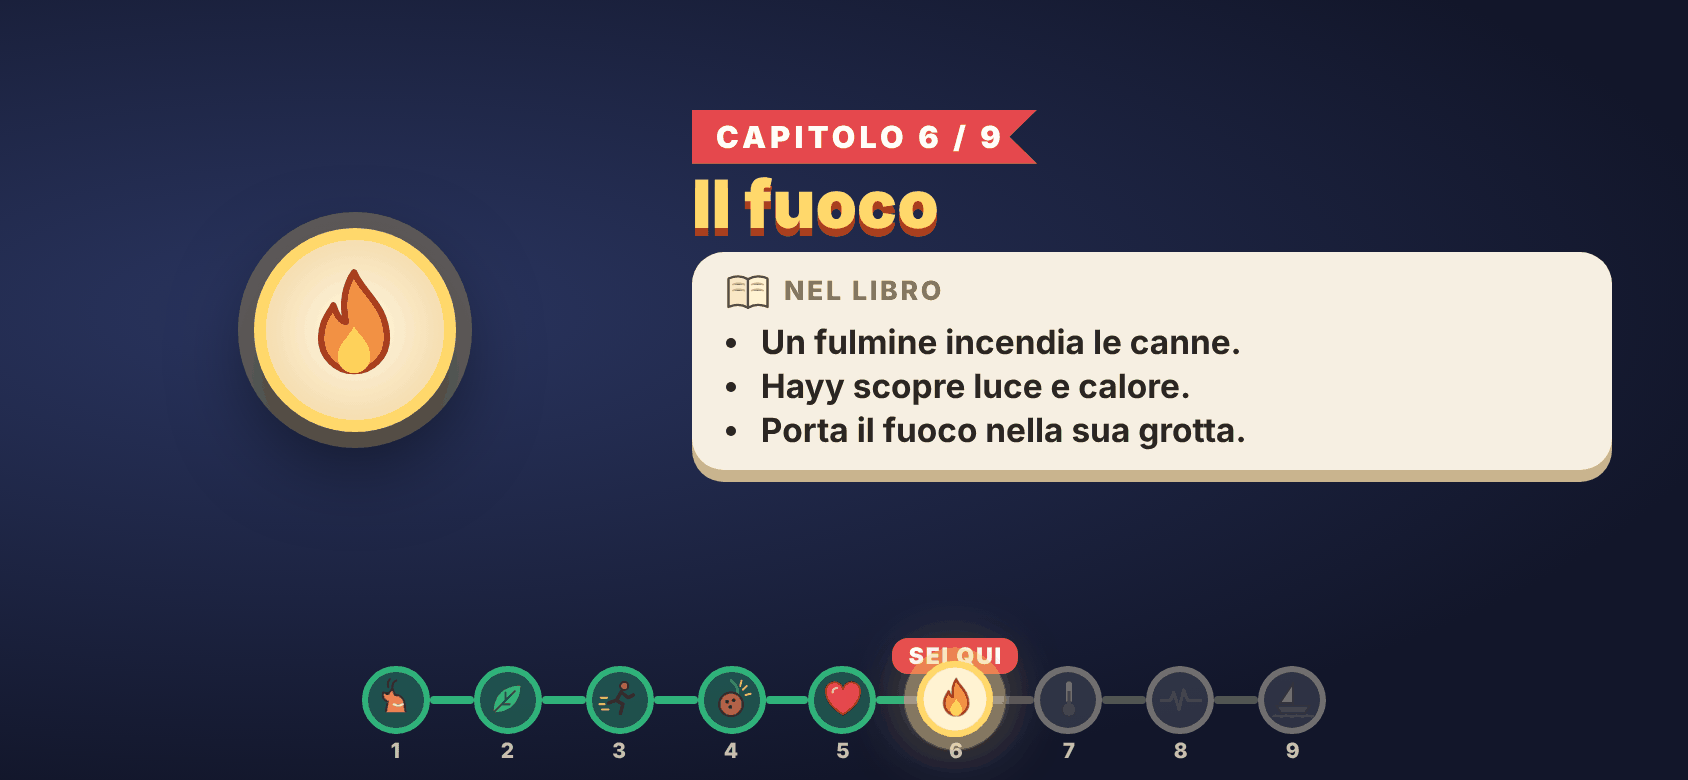 CAPITOLO 6 / 9
Il fuoco
NEL LIBRO
• Un fulmine incendia le canne.
• Hayy scopre luce e calore.
• Porta il fuoco nella sua grotta.
SEI QUI
1 2 3 4 5 6 7 8 9